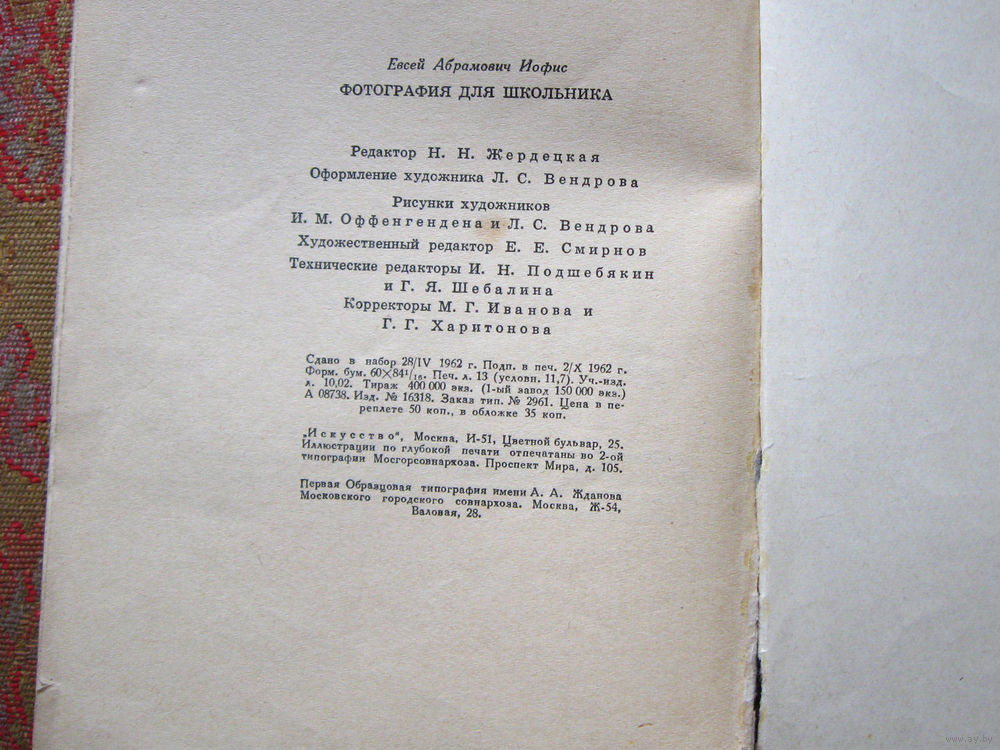 Евсей Абрамович Иофис
ФОТОГРАФИЯ ДЛЯ ШКОЛЬНИКА
Редактор Н. Н. Жердецкая
Оформление художника Л. С. Вендрова
Рисунки художников
И. М. Оффенгендена и Л. С. Вендрова
Художественный редактор Е. Е. Смирнов
Технические редакторы И. Н. Подшебякин
и Г. Я. Шебалина
Корректоры М. Г. Иванова и
Г. Г. Харитонова
Сдано в набор 28/IV 1962 г. Подп. в печ. 2/X 1962 г.
Форм. бум. 60×84¹/₁₆. Печ. л. 13 (условн. 11,7). Уч.-изд.
л. 10,02. Тираж 400 000 экз. (1-ый завод 150 000 экз.)
А 08738. Изд. № 16318. Заказ тип. № 2961. Цена в пе-
реплете 50 коп., в обложке 35 коп.
„Искусство“, Москва, И-51, Цветной бульвар, 25.
Иллюстрации по глубокой печати отпечатаны во 2-ой
типографии Мосгорсовнархоза. Проспект Мира, д. 105.
Первая Образцовая типография имени А. А. Жданова
Московского городского совнархоза. Москва, Ж-54,
Валовая, 28.
www.ay.by